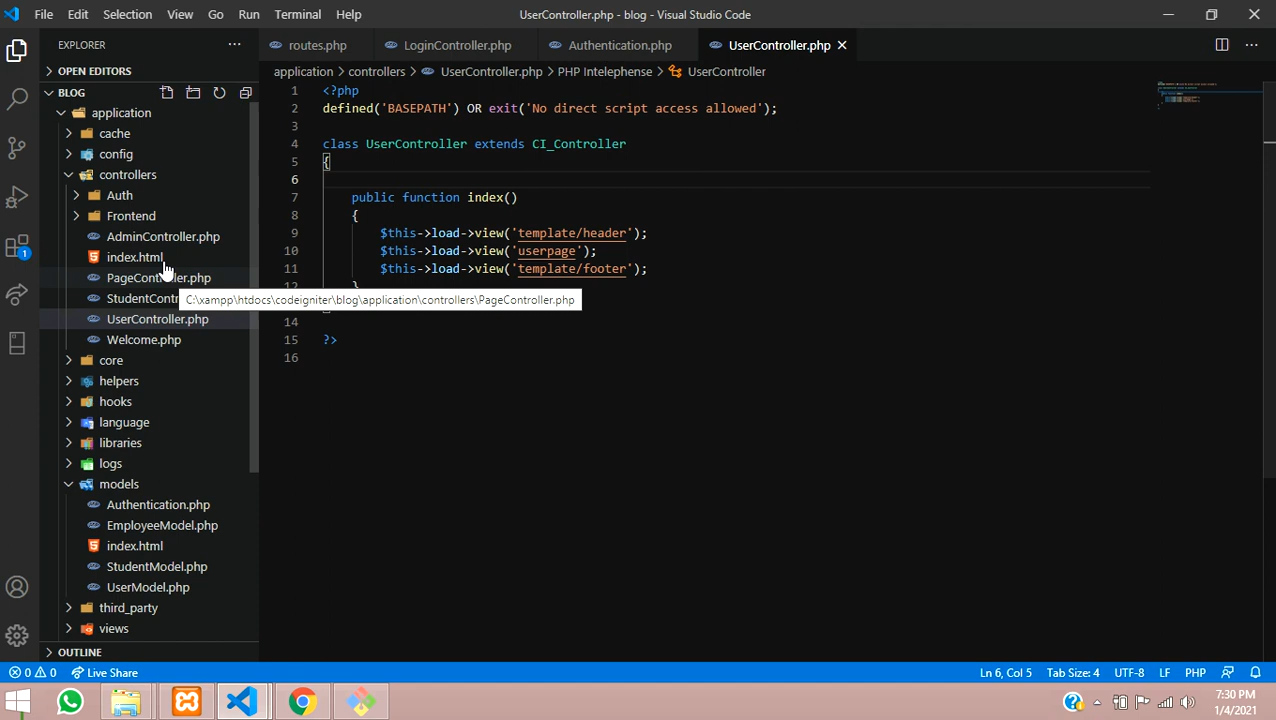 File Edit Selection View Go Run Terminal Help
UserController.php - blog - Visual Studio Code
EXPLORER
routes.php
LoginController.php
Authentication.php
UserController.php
OPEN EDITORS
application > controllers > UserController.php > PHP Intelephense > UserController
BLOG
application
cache
config
controllers
Auth
Frontend
AdminController.php
index.html
PageController.php
StudentContr
UserController.php
Welcome.php
core
helpers
hooks
language
libraries
logs
models
Authentication.php
EmployeeModel.php
index.html
StudentModel.php
UserModel.php
third_party
views
OUTLINE
1 <?php
2 defined('BASEPATH') OR exit('No direct script access allowed');
3
4 class UserController extends CI_Controller
5 {
6
7 public function index()
8 {
9 $this->load->view('template/header');
10 $this->load->view('userpage');
11 $this->load->view('template/footer');
12 }
C:\xampp\htdocs\codeigniter\blog\application\controllers\PageController.php
14
15 ?>
16
1
0 0 Live Share
Ln 6, Col 5 Tab Size: 4 UTF-8 LF PHP
7:30 PM
1/4/2021